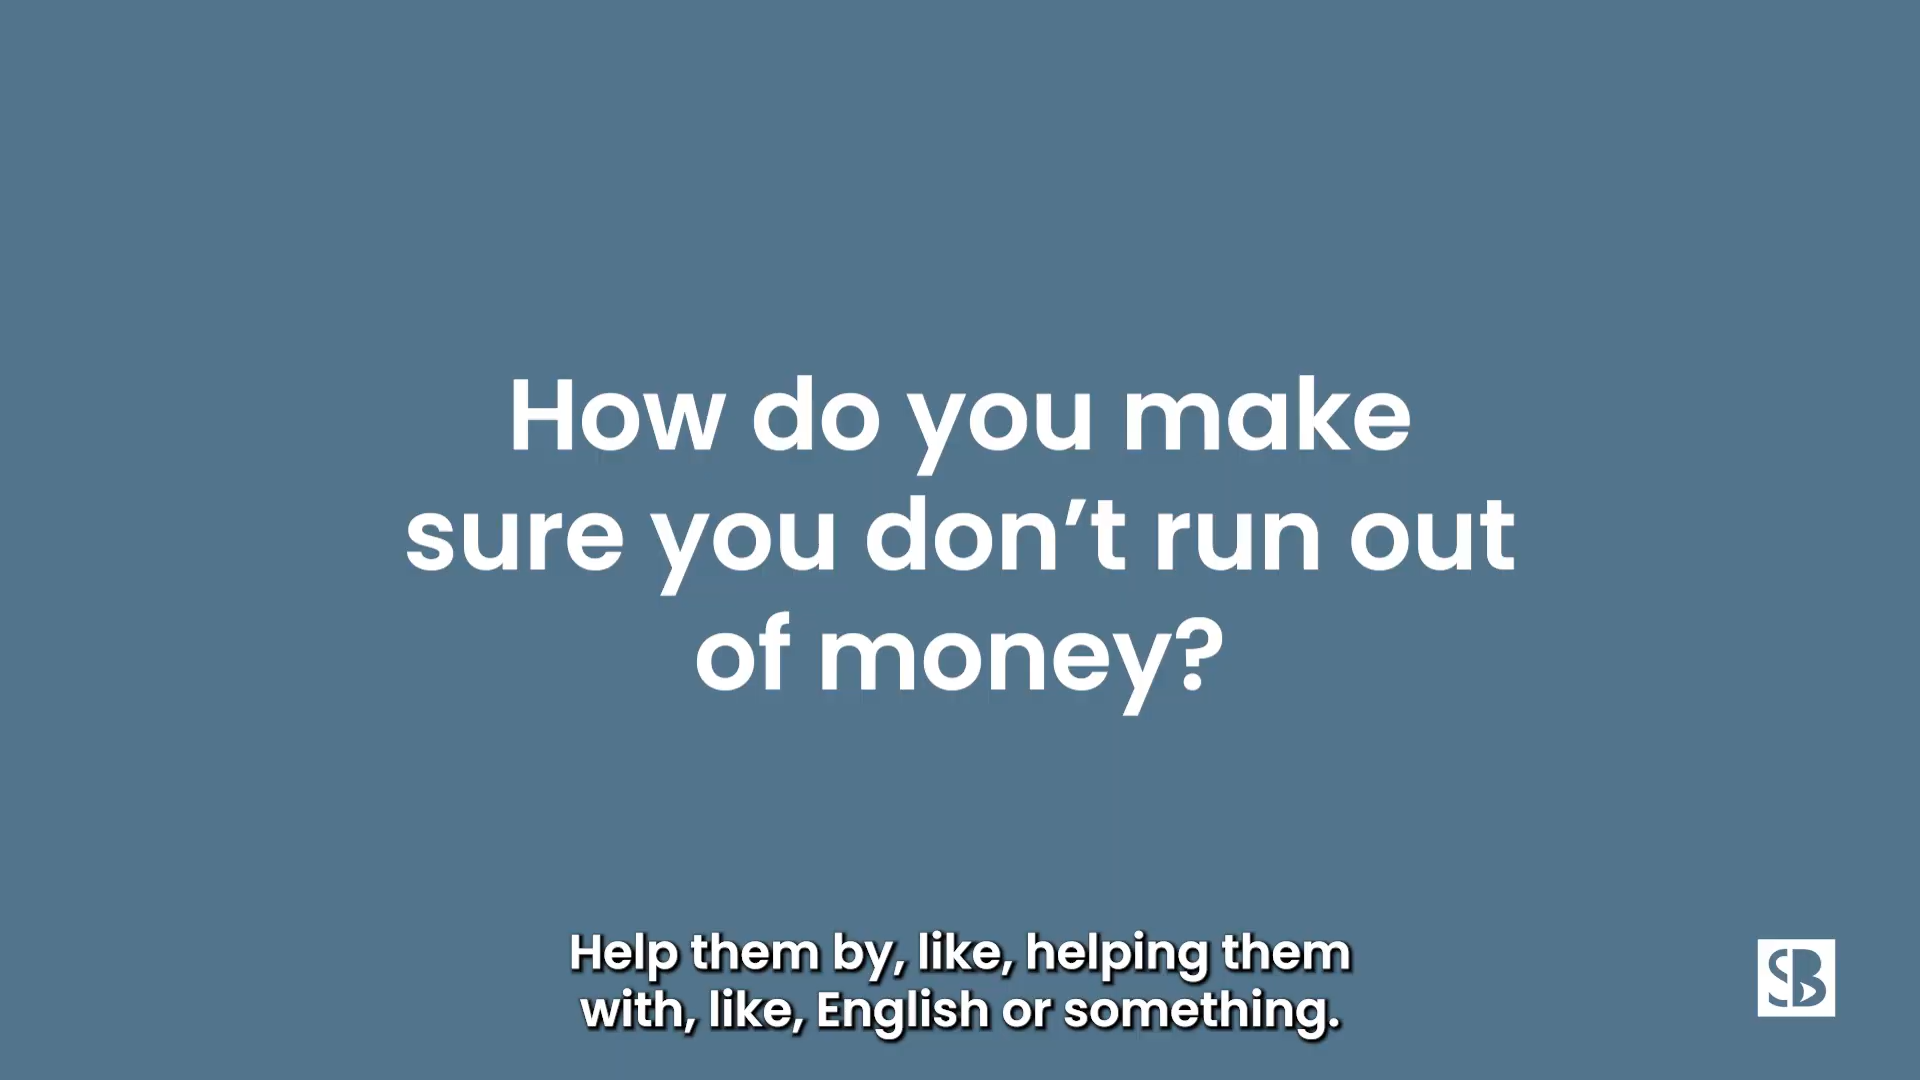 How do you make
sure you don’t run out
of money?
Help them by, like, helping them
with, like, English or something.
SB